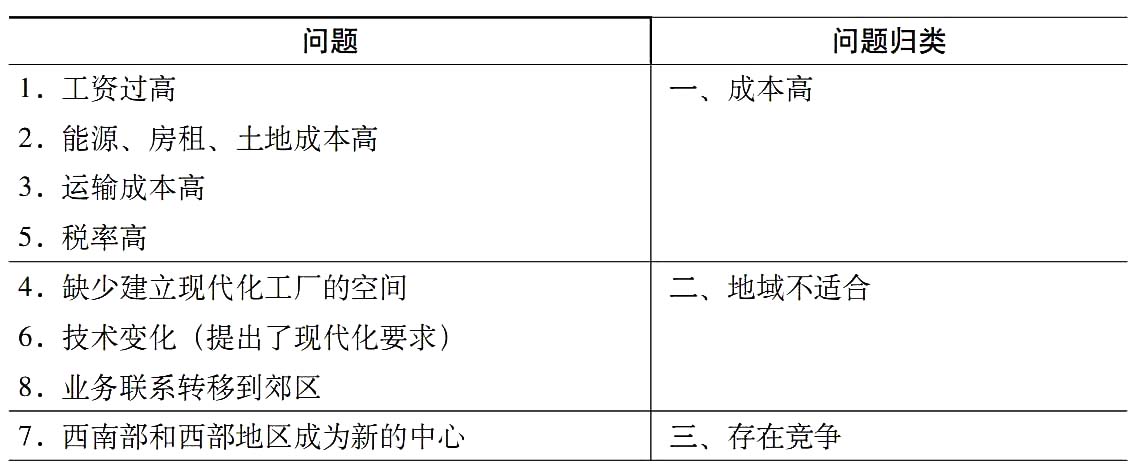 问题 问题归类
1．工资过高 一、成本高
2．能源、房租、土地成本高
3．运输成本高
5．税率高
4．缺少建立现代化工厂的空间 二、地域不适合
6．技术变化（提出了现代化要求）
8．业务联系转移到郊区
7．西南部和西部地区成为新的中心 三、存在竞争